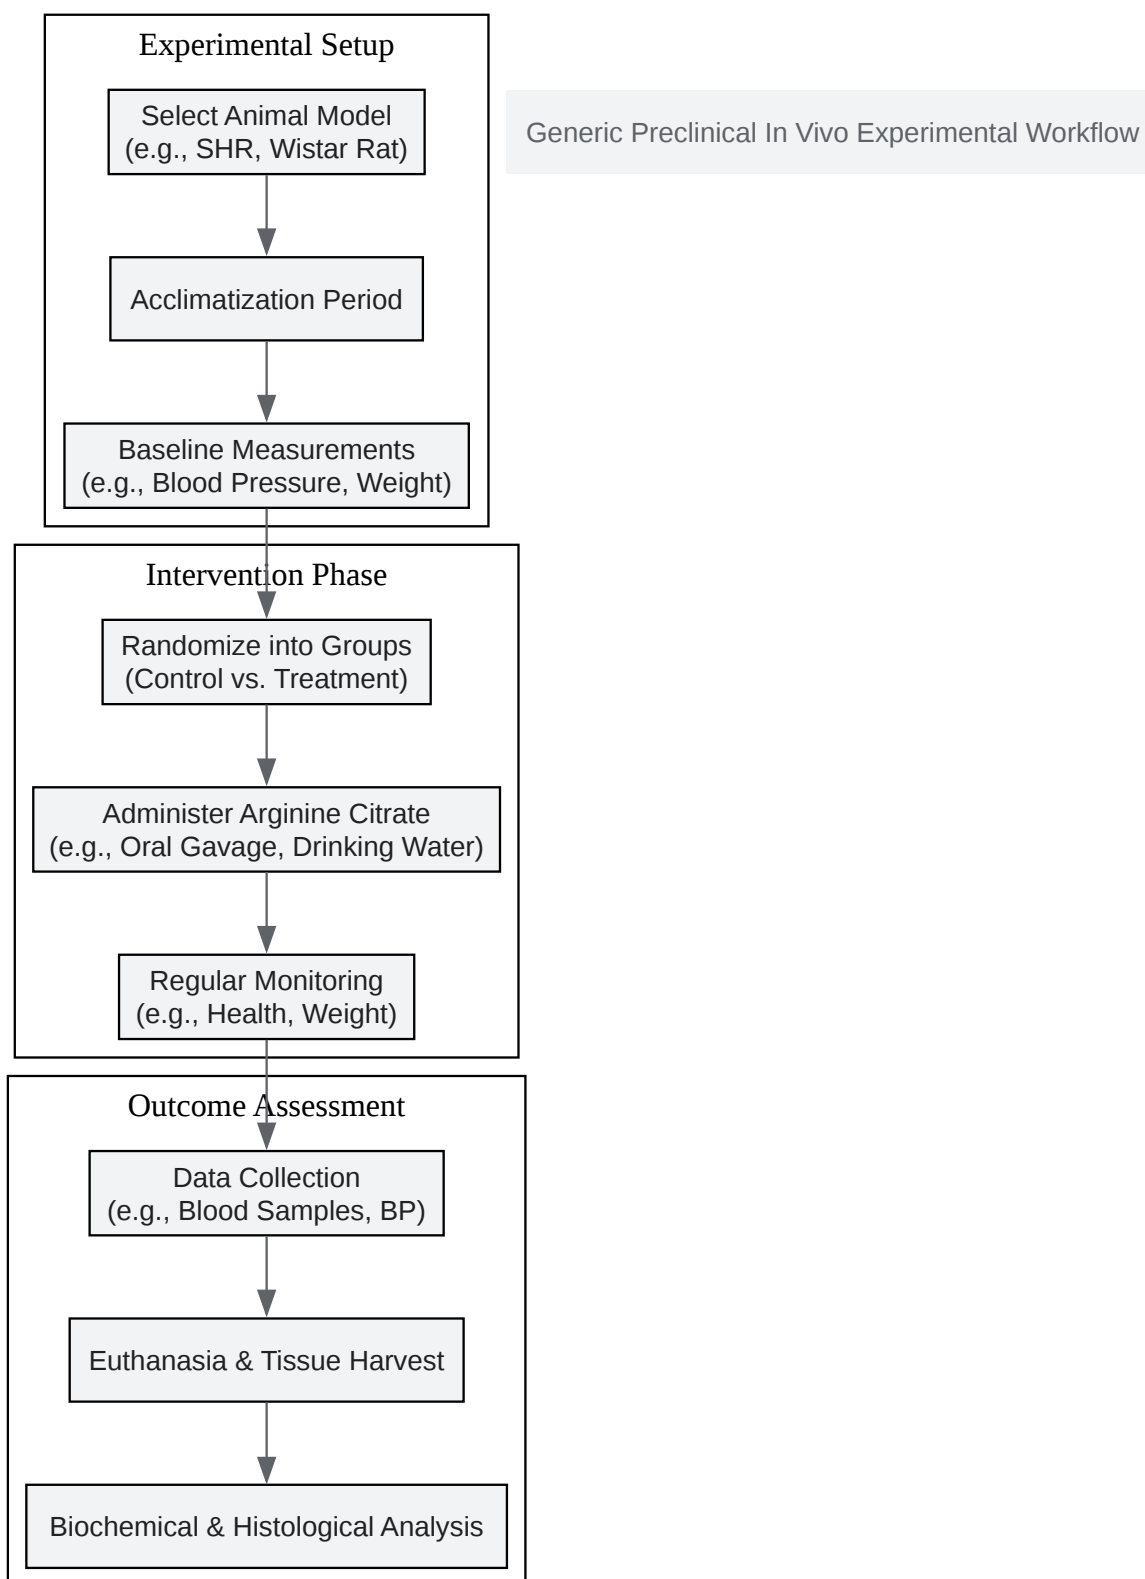 Experimental Setup
Select Animal Model
(e.g., SHR, Wistar Rat)
Generic Preclinical In Vivo Experimental Workflow
Acclimatization Period
Baseline Measurements
(e.g., Blood Pressure, Weight)
Intervention Phase
Randomize into Groups
(Control vs. Treatment)
Administer Arginine Citrate
(e.g., Oral Gavage, Drinking Water)
Regular Monitoring
(e.g., Health, Weight)
Outcome Assessment
Data Collection
(e.g., Blood Samples, BP)
Euthanasia & Tissue Harvest
Biochemical & Histological Analysis